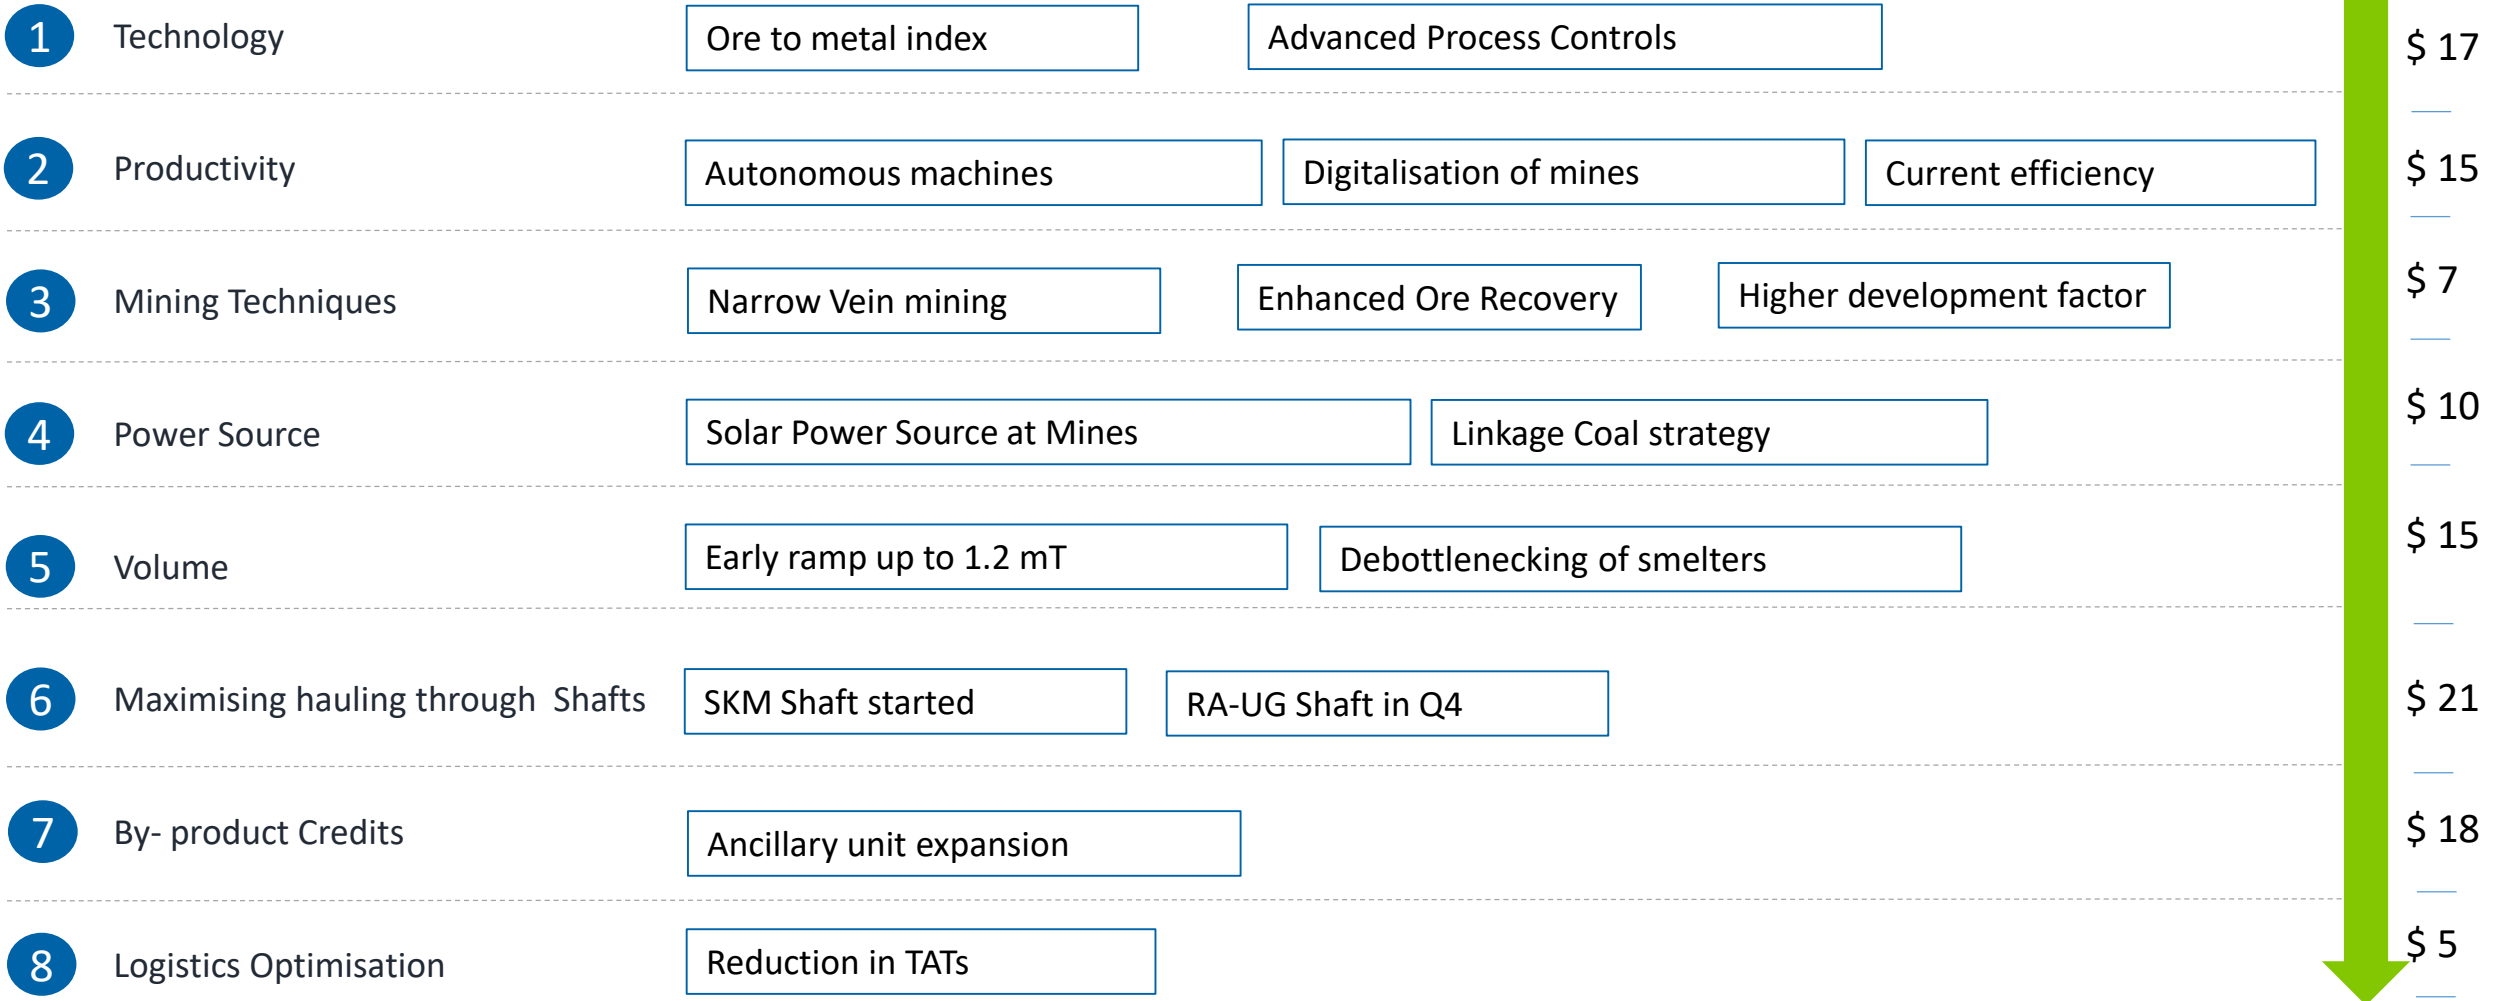 1 Technology Ore to metal index Advanced Process Controls $ 17
2 Productivity Autonomous machines Digitalisation of mines Current efficiency $ 15
3 Mining Techniques Narrow Vein mining Enhanced Ore Recovery Higher development factor $ 7
4 Power Source Solar Power Source at Mines Linkage Coal strategy $ 10
5 Volume Early ramp up to 1.2 mT Debottlenecking of smelters $ 15
6 Maximising hauling through Shafts SKM Shaft started RA-UG Shaft in Q4 $ 21
7 By- product Credits Ancillary unit expansion $ 18
8 Logistics Optimisation Reduction in TATs $ 5